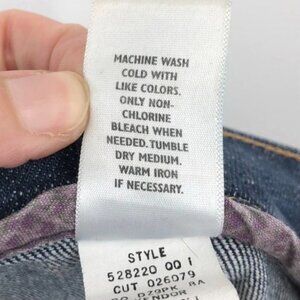 MACHINE WASH
COLD WITH
LIKE COLORS.
ONLY NON-
CHLORINE
BLEACH WHEN
NEEDED. TUMBLE
DRY MEDIUM.
WARM IRON
IF NECESSARY.
STYLE
528220 00 1
CUT 026079
VENDOR